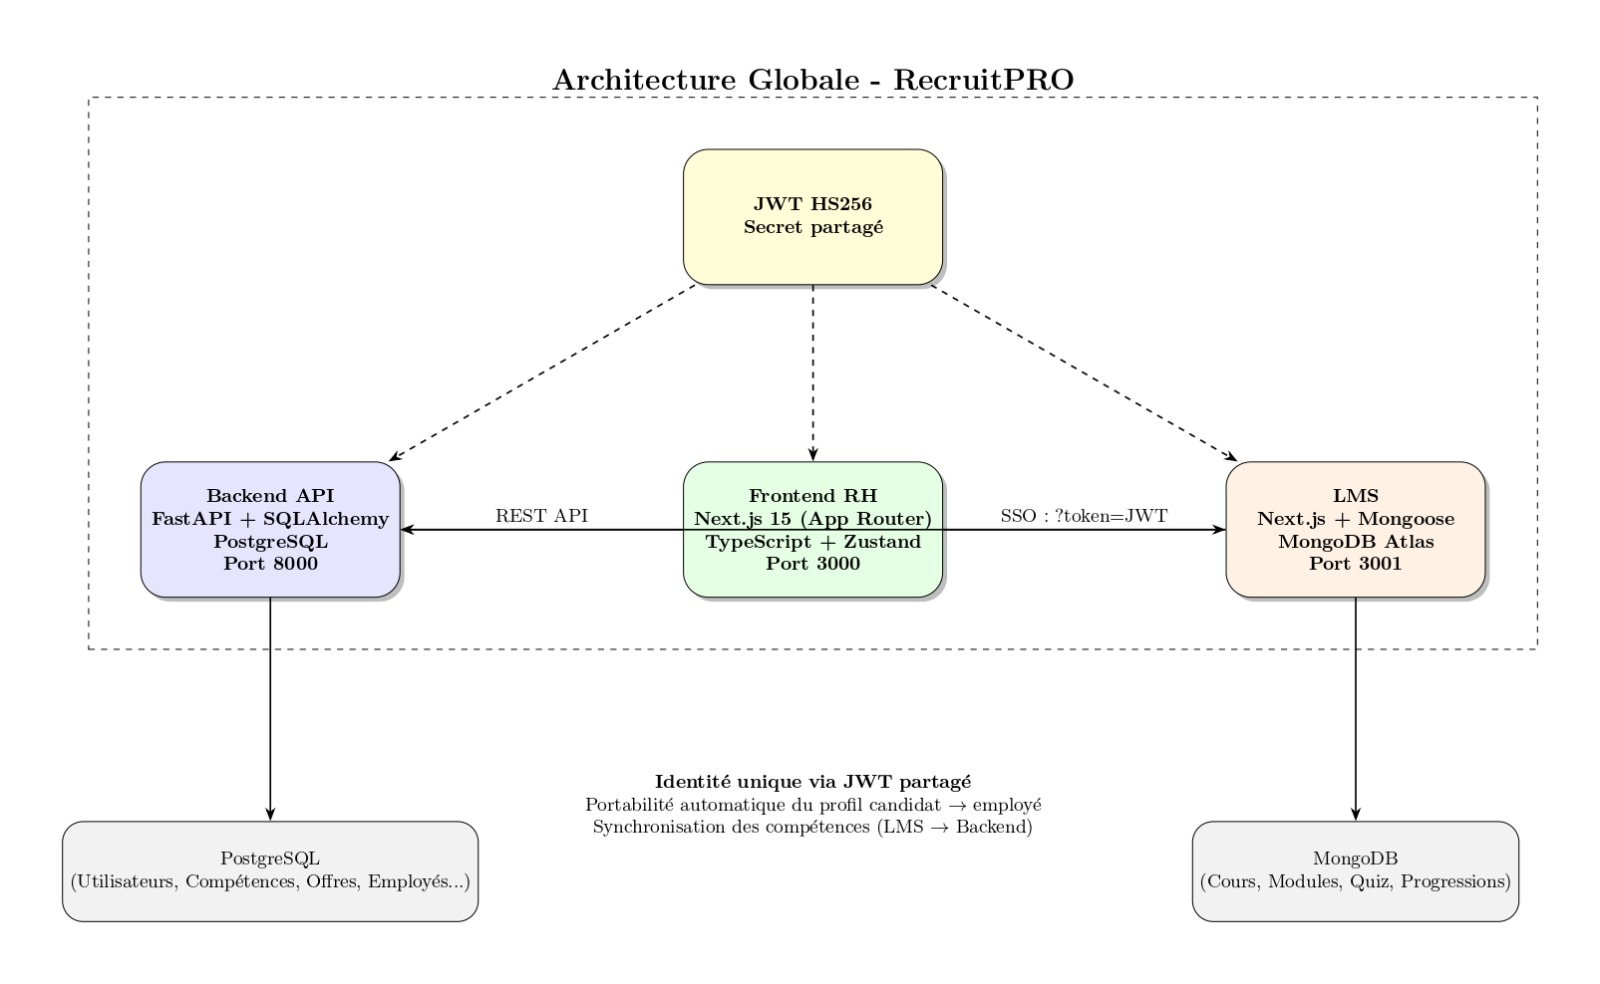 Architecture Globale - RecruitPRO
JWT HS256
Secret partagé
Backend API
FastAPI + SQLAlchemy
PostgreSQL
Port 8000
REST API
Frontend RH
Next.js 15 (App Router)
TypeScript + Zustand
Port 3000
SSO : ?token=JWT
LMS
Next.js + Mongoose
MongoDB Atlas
Port 3001
Identité unique via JWT partagé
Portabilité automatique du profil candidat → employé
Synchronisation des compétences (LMS → Backend)
PostgreSQL
(Utilisateurs, Compétences, Offres, Employés...)
MongoDB
(Cours, Modules, Quiz, Progressions)